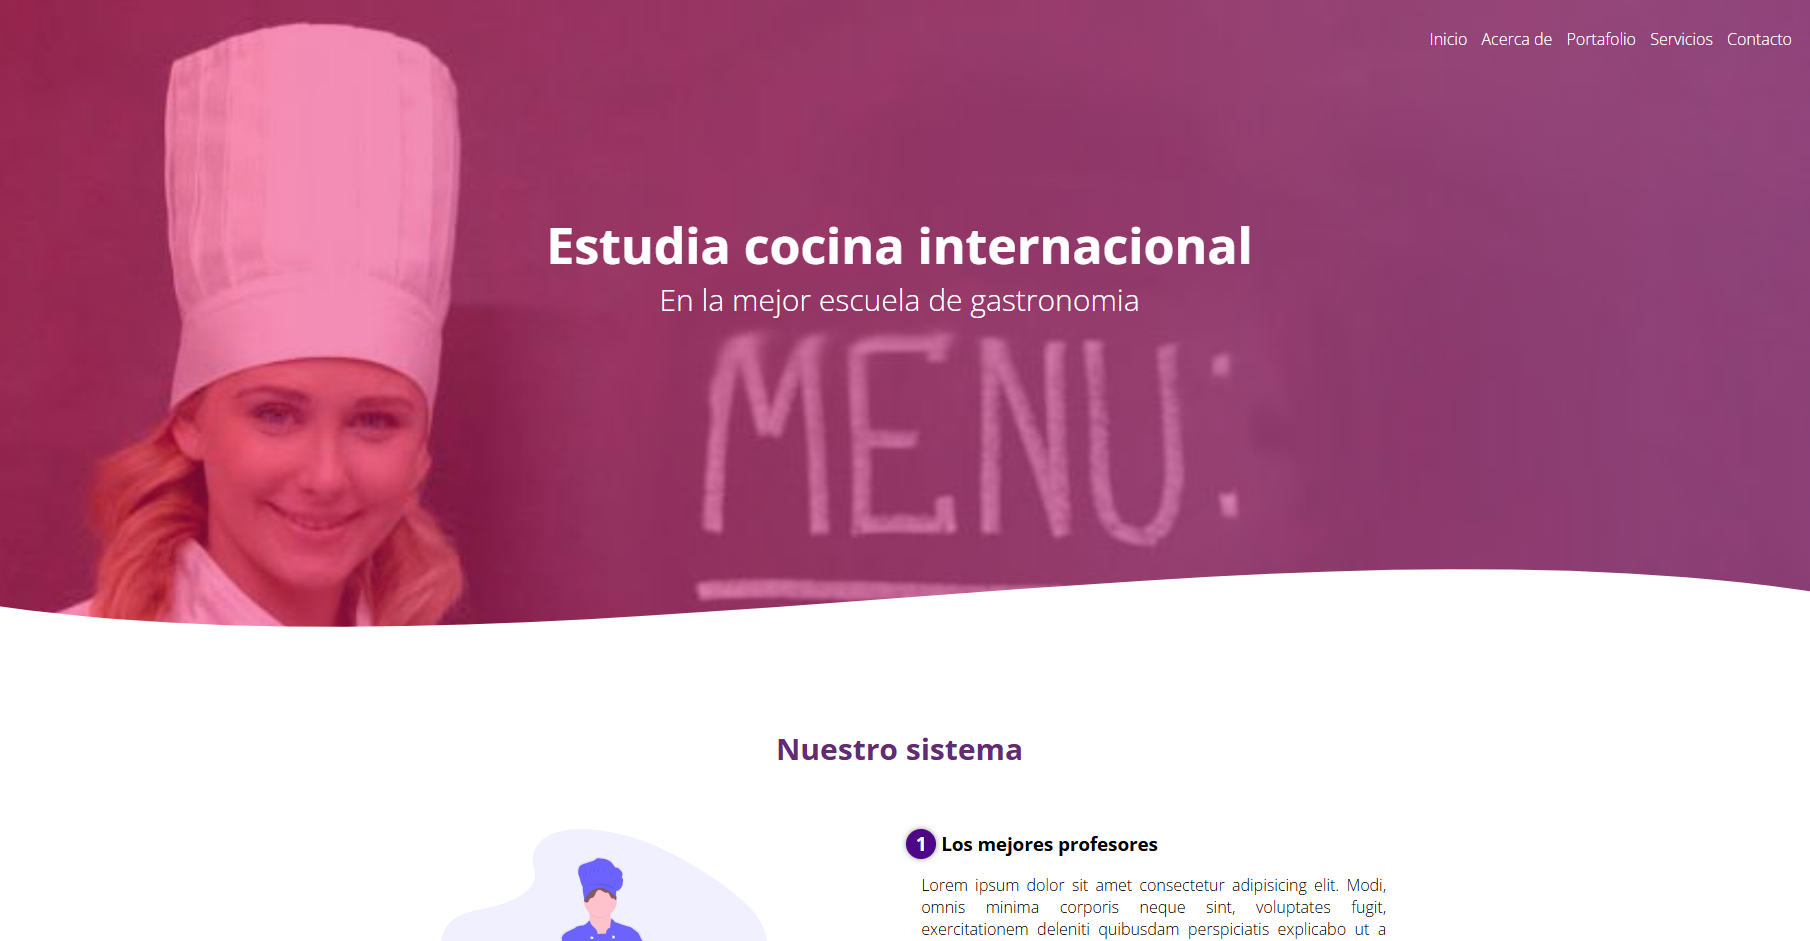 Inicio Acerca de Portafolio Servicios Contacto
Estudia cocina internacional
En la mejor escuela de gastronomia
MENU:
Nuestro sistema
1 Los mejores profesores
Lorem ipsum dolor sit amet consectetur adipisicing elit. Modi,
omnis minima corporis neque sint, voluptates fugit,
exercitationem deleniti quibusdam perspiciatis explicabo ut a